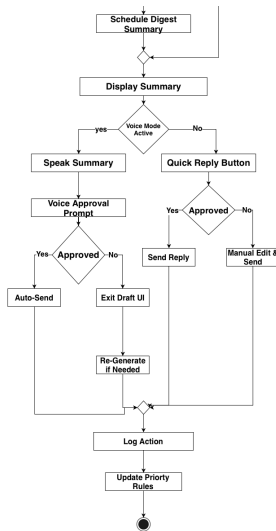 Schedule Digest
Summary
Display Summary
Voice Mode
Active
yes
No
Speak Summary
Quick Reply Button
Voice Approval
Prompt
Approved
Yes
No
Approved
Yes
No
Auto-Send
Exit Draft UI
Send Reply
Manual Edit &
Send
Re-Generate
if Needed
Log Action
Update Priorty
Rules